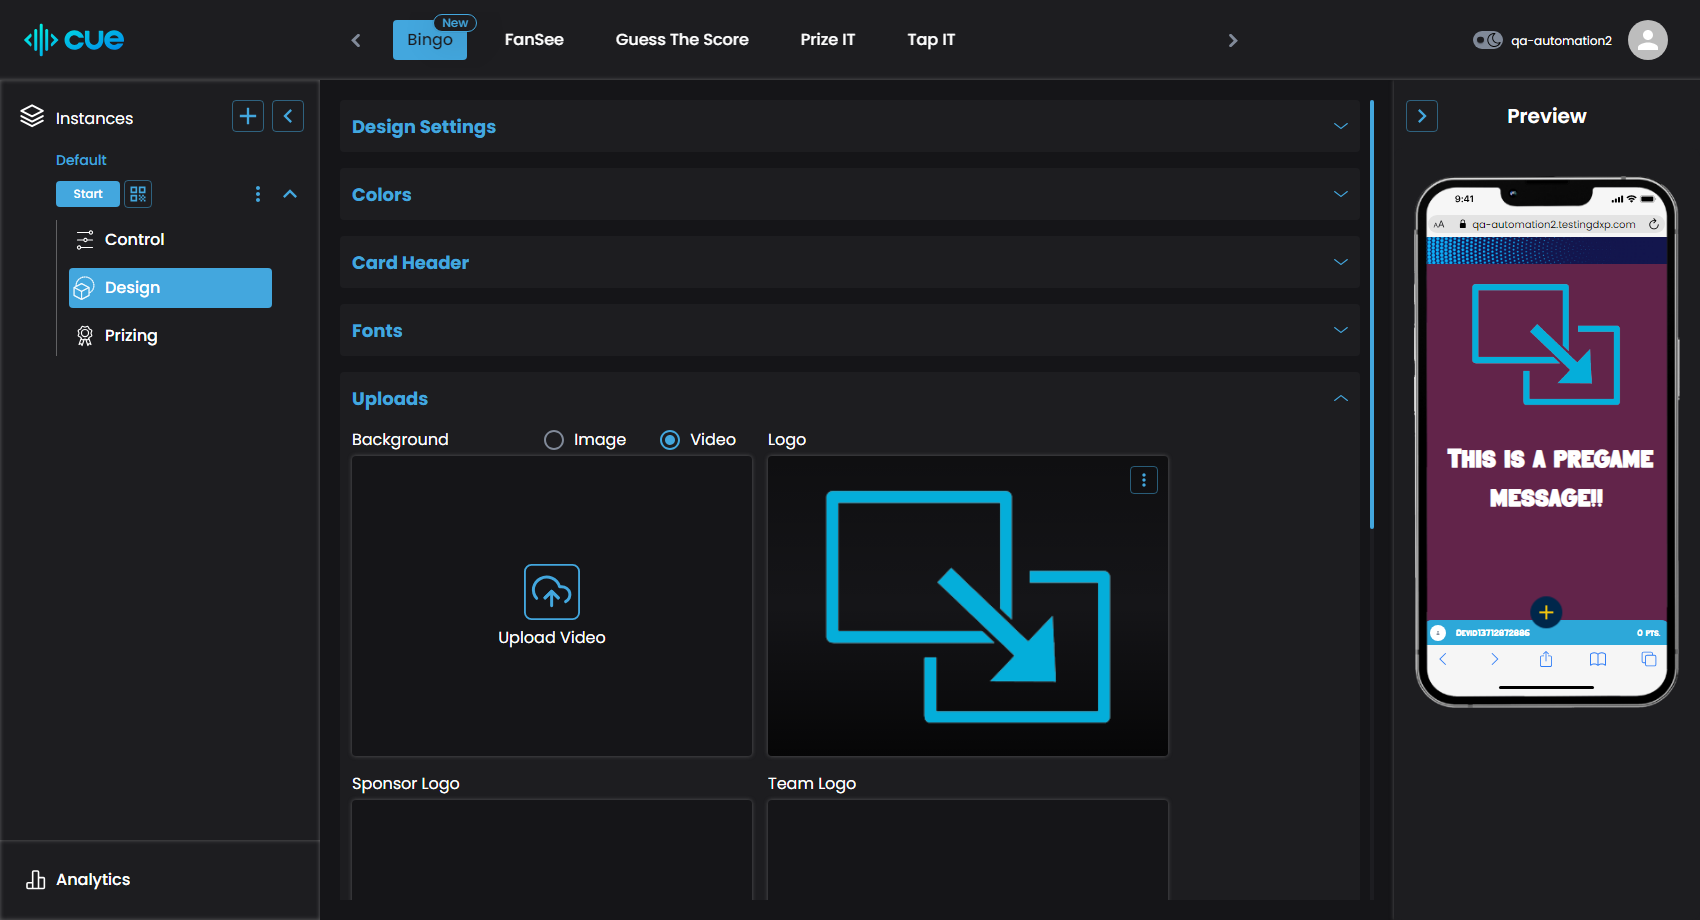 cue
Bingo
New
FanSee
Guess The Score
Prize IT
Tap IT
qa-automation2
Instances
Default
Start
Control
Design
Prizing
Analytics
Design Settings
Colors
Card Header
Fonts
Uploads
Background
Image
Video
Logo
Upload Video
Sponsor Logo
Team Logo
Preview
9:41
AA
qa-automation2.testingdxp.com
THIS IS A PREGAME
MESSAGE!!
0 PTS.